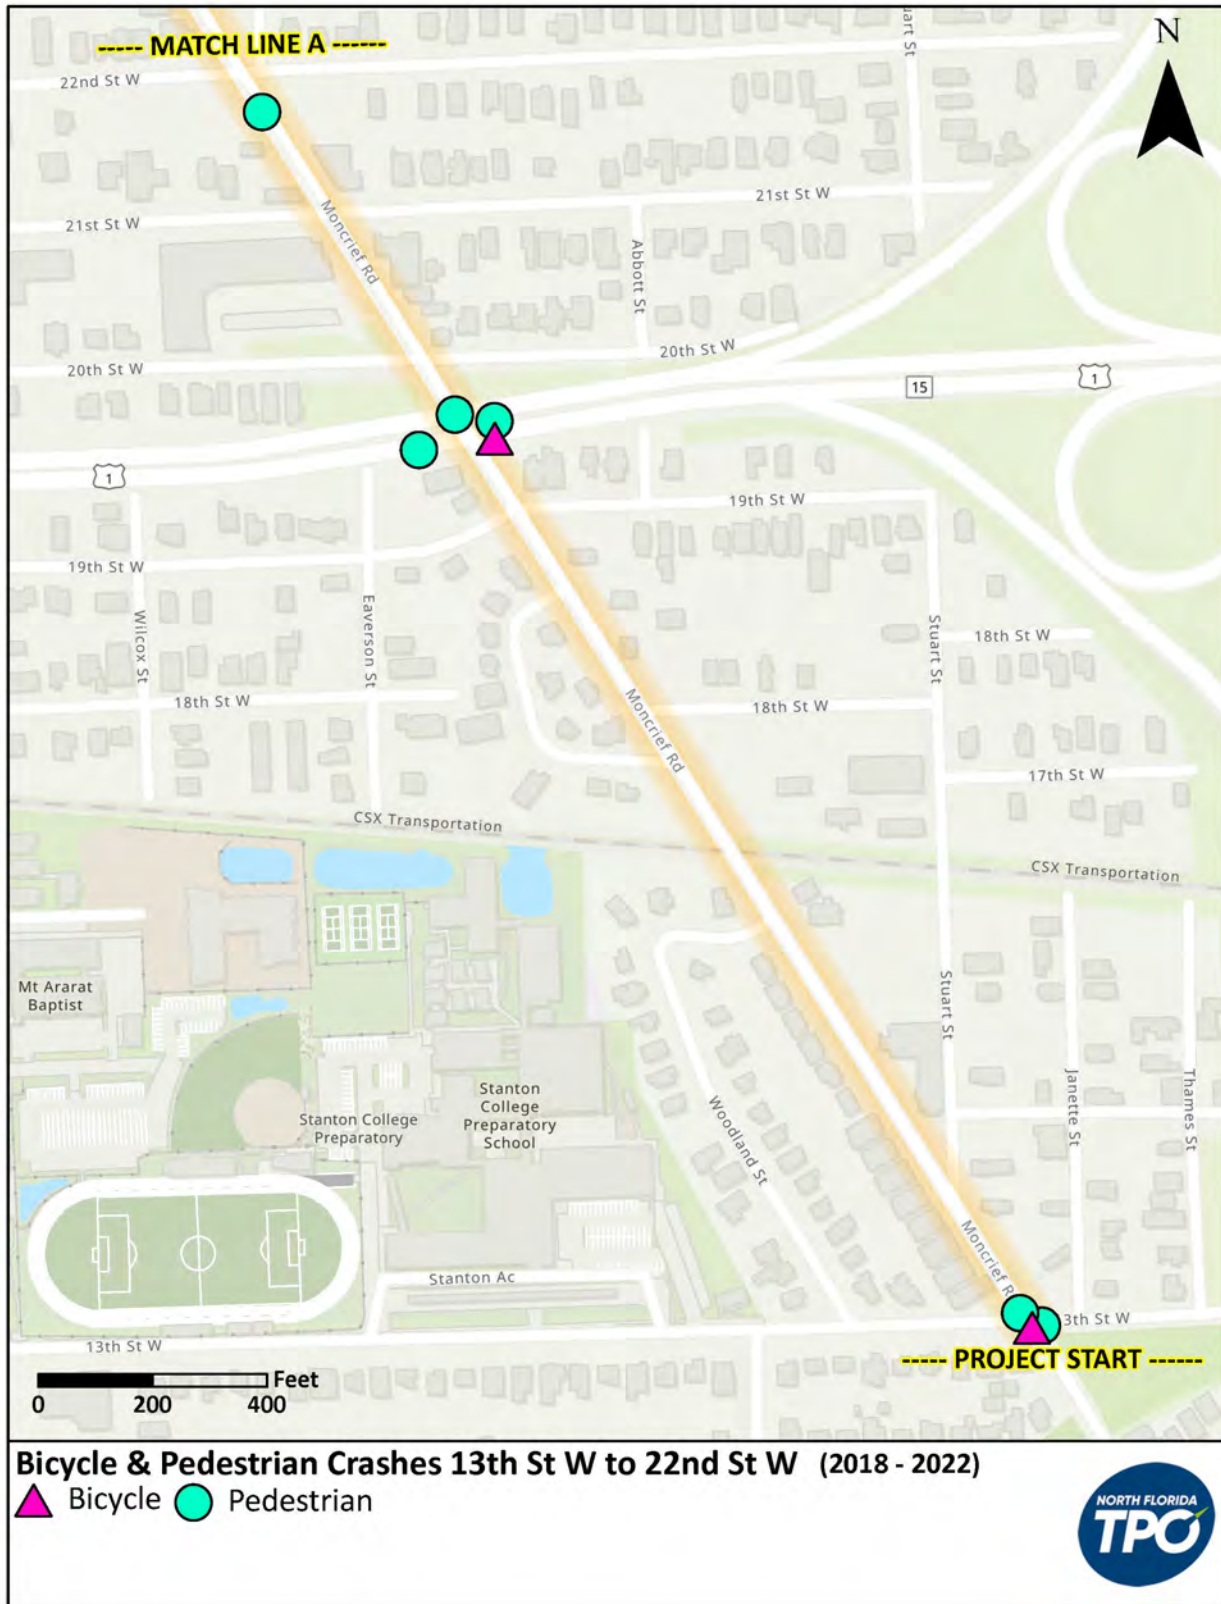 ----- MATCH LINE A ------
N
uart St
22nd St W
21st St W
21st St W
Moncrief Rd
Abbott St
20th St W
20th St W
15
1
1
19th St W
19th St W
Wilcox St
Eaverson St
Stuart St
18th St W
18th St W
18th St W
Moncrief Rd
17th St W
CSX Transportation
CSX Transportation
Mt Ararat
Baptist
Stuart St
Janette St
Thames St
Stanton College
Preparatory
Stanton
College
Preparatory
School
Woodland St
Moncrief R
Stanton Ac
13th St W
3th St W
----- PROJECT START ------
Feet
0 200 400
Bicycle & Pedestrian Crashes 13th St W to 22nd St W (2018 - 2022)
Bicycle Pedestrian
NORTH FLORIDA
TPO